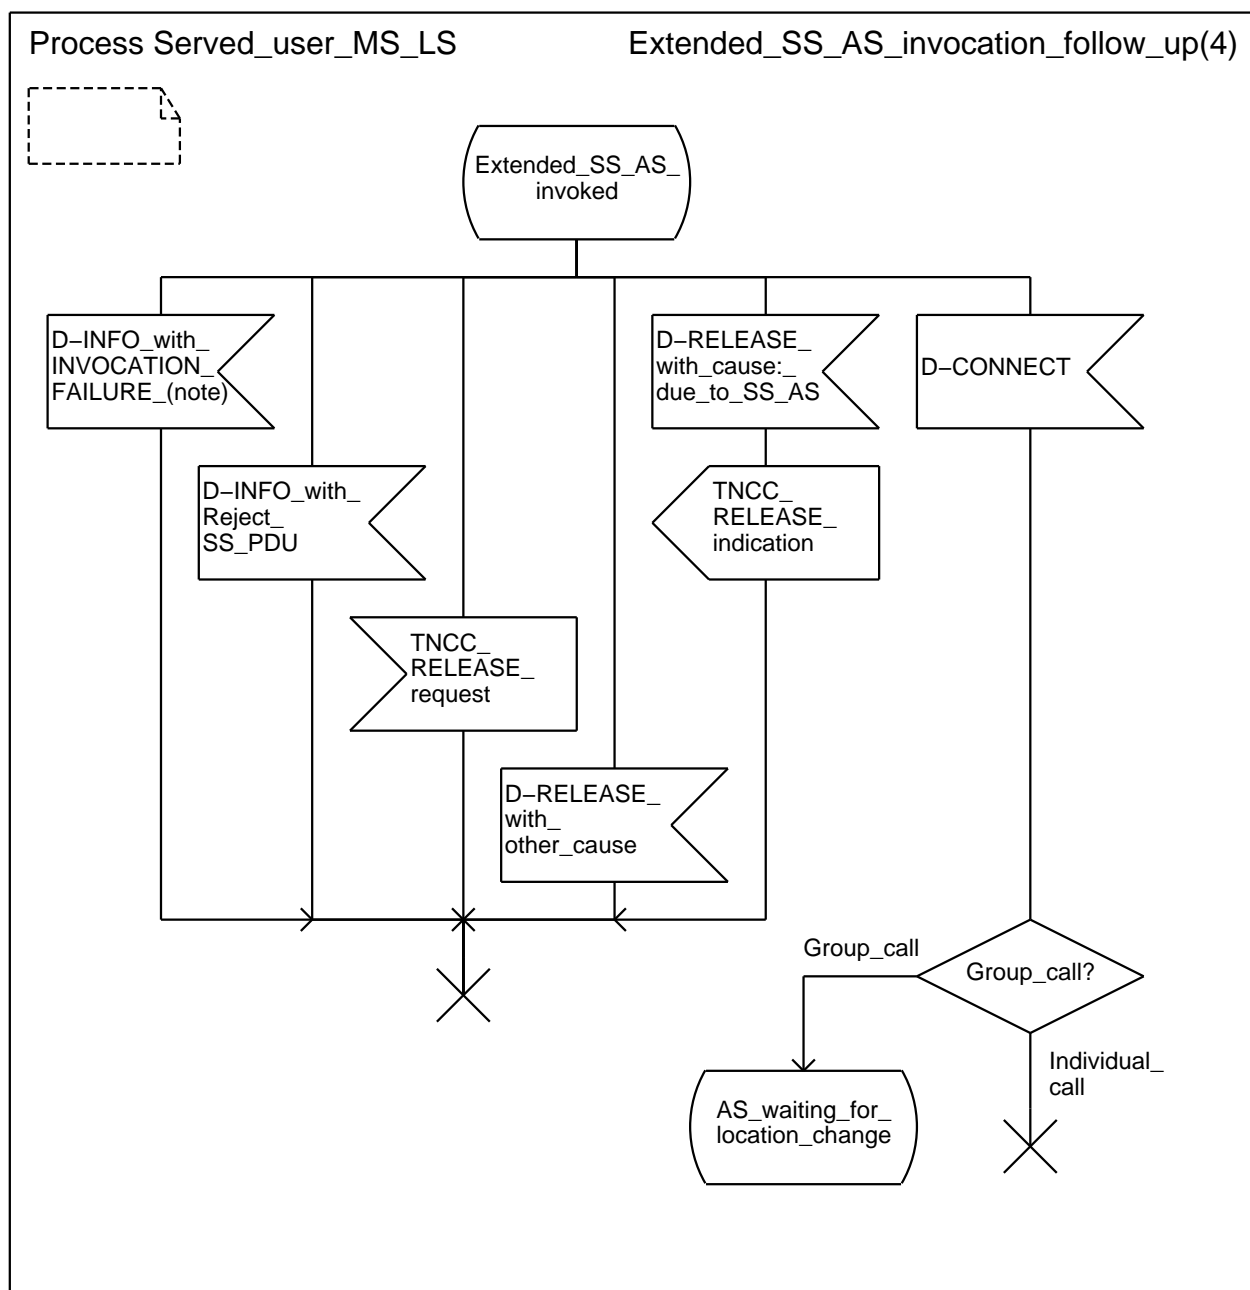 Process Served_user_MS_LS
Extended_SS_AS_invocation_follow_up(4)
Extended_SS_AS_
invoked
D−INFO_with_
INVOCATION_
FAILURE_(note)
D−RELEASE_
with_cause:_
due_to_SS_AS
D−CONNECT
D−INFO_with_
Reject_
SS_PDU
TNCC_
RELEASE_
indication
TNCC_
RELEASE_
request
D−RELEASE_
with_
other_cause
Group_call
Group_call?
Individual_
call
AS_waiting_for_
location_change